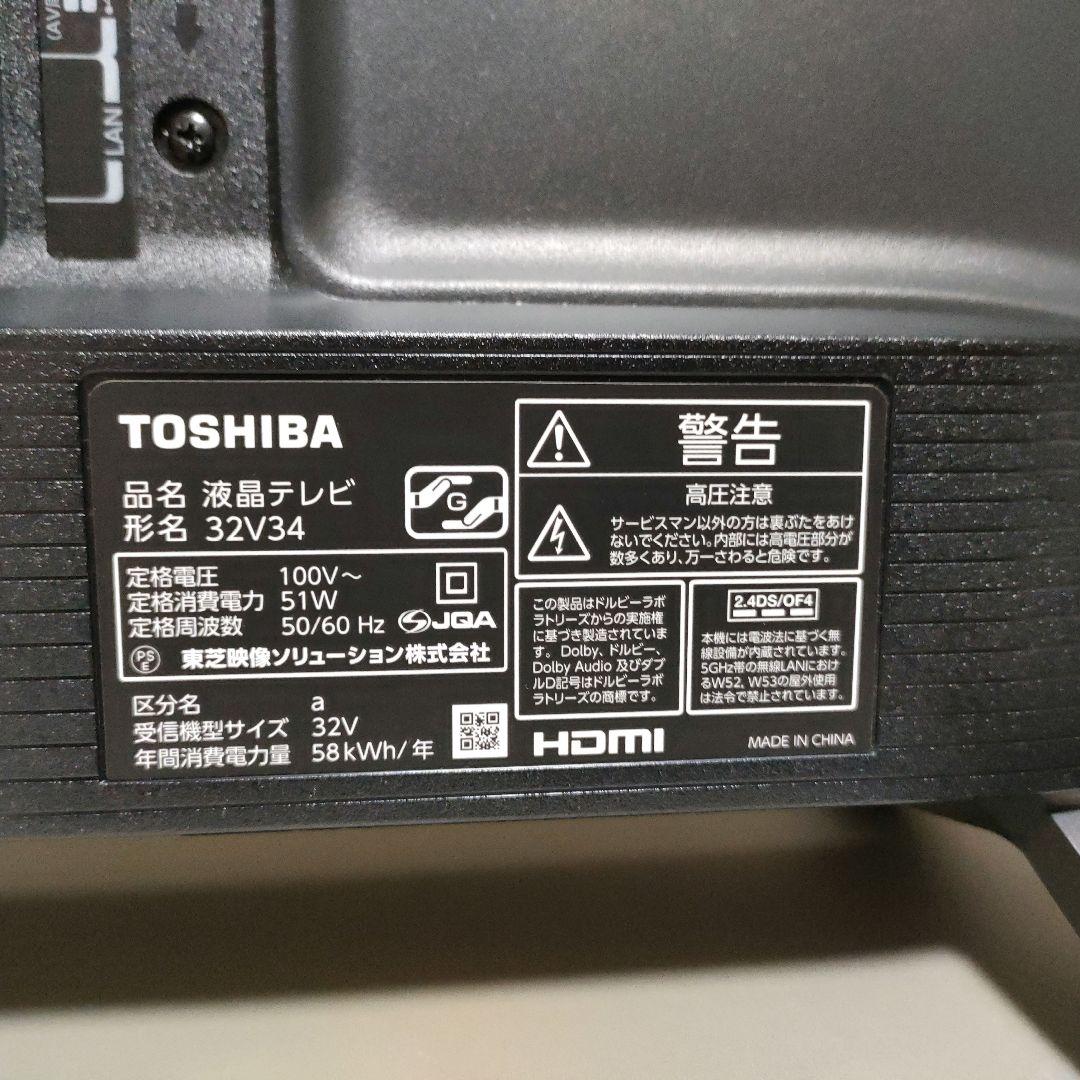 (AV
LAN
TOSHIBA
品名 液晶テレビ
形名 32V34
G
定格電圧 100V～
定格消費電力 51W
定格周波数 50/60 Hz
JQA
PS
E
東芝映像ソリューション株式会社
区分名 a
受信機型サイズ 32V
年間消費電力量 58kWh/年
警告
高圧注意
サービスマン以外の方は裏ぶたをあけ
ないでください。内部には高電圧部分が
数多くあり、万一さわると危険です。
この製品はドルビーラボ
ラトリーズからの実施権
に基づき製造されていま
す。Dolby、ドルビー、
Dolby Audio 及びダブ
ルD記号はドルビーラボ
ラトリーズの商標です。
2.4DS/OF4
本機には電波法に基づく無
線設備が内蔵されています。
5GHz帯の無線LANにおけ
るW52, W53の屋外使用
は法令で禁止されています。
HDMI
MADE IN CHINA